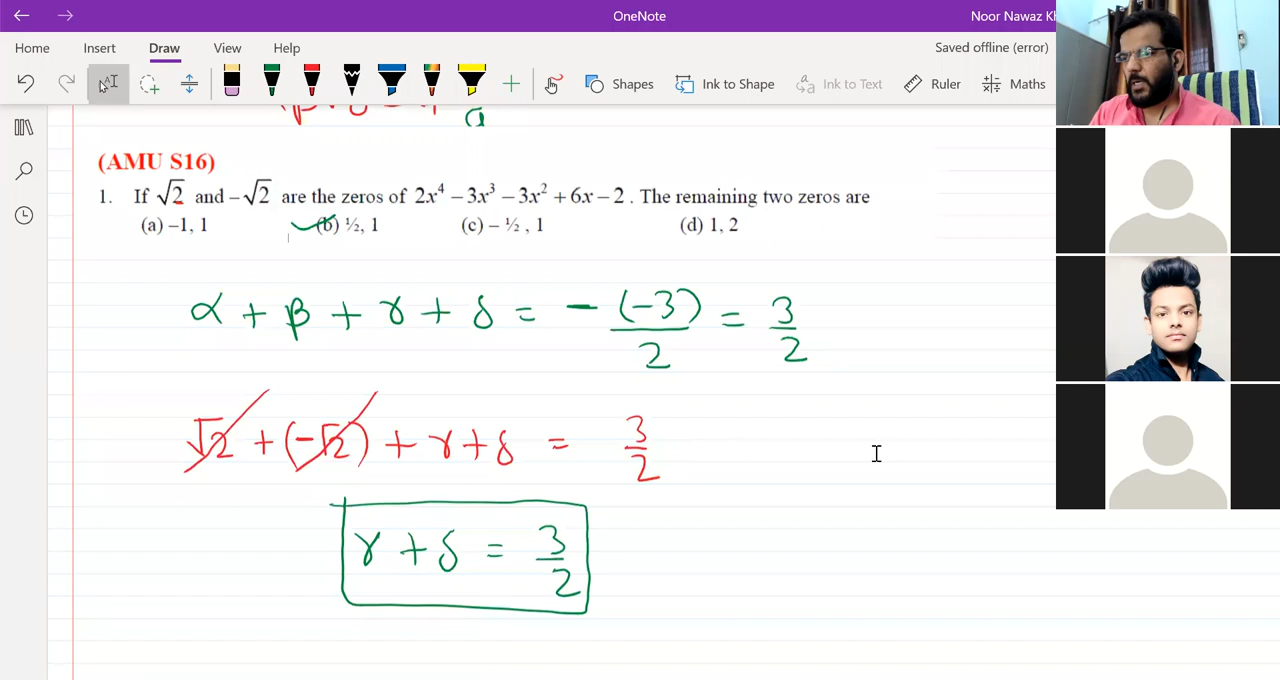 OneNote
Noor Nawaz Kh
Home Insert Draw View Help
Saved offline (error)
Shapes Ink to Shape Ink to Text Ruler Maths
a
(AMU S16)
1. If √2 and –√2 are the zeros of 2x⁴ – 3x³ – 3x² + 6x – 2 . The remaining two zeros are
(a) –1, 1 (b) ½, 1 (c) – ½ , 1 (d) 1, 2
α + β + γ + δ = - (-3)/2 = 3/2
√2 + (-√2) + γ + δ = 3/2
γ + δ = 3/2